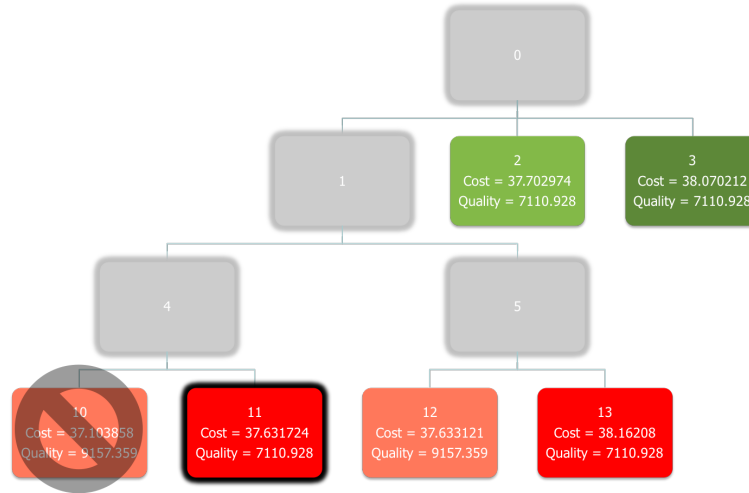 0
1
2
Cost = 37.702974
Quality = 7110.928
3
Cost = 38.070212
Quality = 7110.928
4
5
10
Cost = 37.103858
Quality = 9157.359
11
Cost = 37.631724
Quality = 7110.928
12
Cost = 37.633121
Quality = 9157.359
13
Cost = 38.16208
Quality = 7110.928